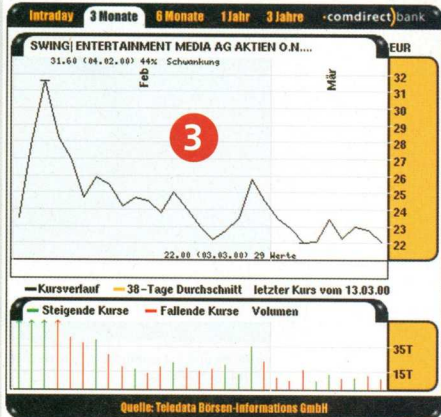 Intraday 3 Monate 6 Monate 1 Jahr 3 Jahre ·comdirect) bank
SWING| ENTERTAINMENT MEDIA AG AKTIEN O.N.... EUR
31.60 (04.02.00) 44% Schwankung
Feb
Mär
3
32
31
30
29
28
27
26
25
24
23
22
22.00 (03.03.00) 29 Werte
Kursverlauf 38-Tage Durchschnitt letzter Kurs vom 13.03.00
Steigende Kurse Fallende Kurse Volumen
35T
15T
Quelle: Teledata Börsen-Informations GmbH